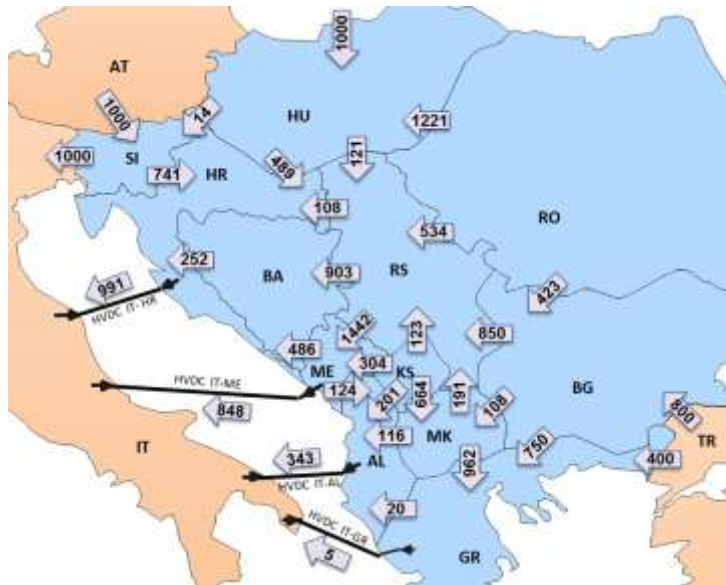 1000
AT
1000
14
HU
1221
121
1000
SI
741
HR
489
108
RO
534
252
BA
903
RS
991
HVDC IT-HR
423
1442
123
850
486
304
ME
KS
BG
HVDC IT-ME
124
201
664
191
108
800
848
TR
116
MK
750
IT
343
AL
962
400
HVDC IT-AL
20
HVDC IT-GR
5
GR